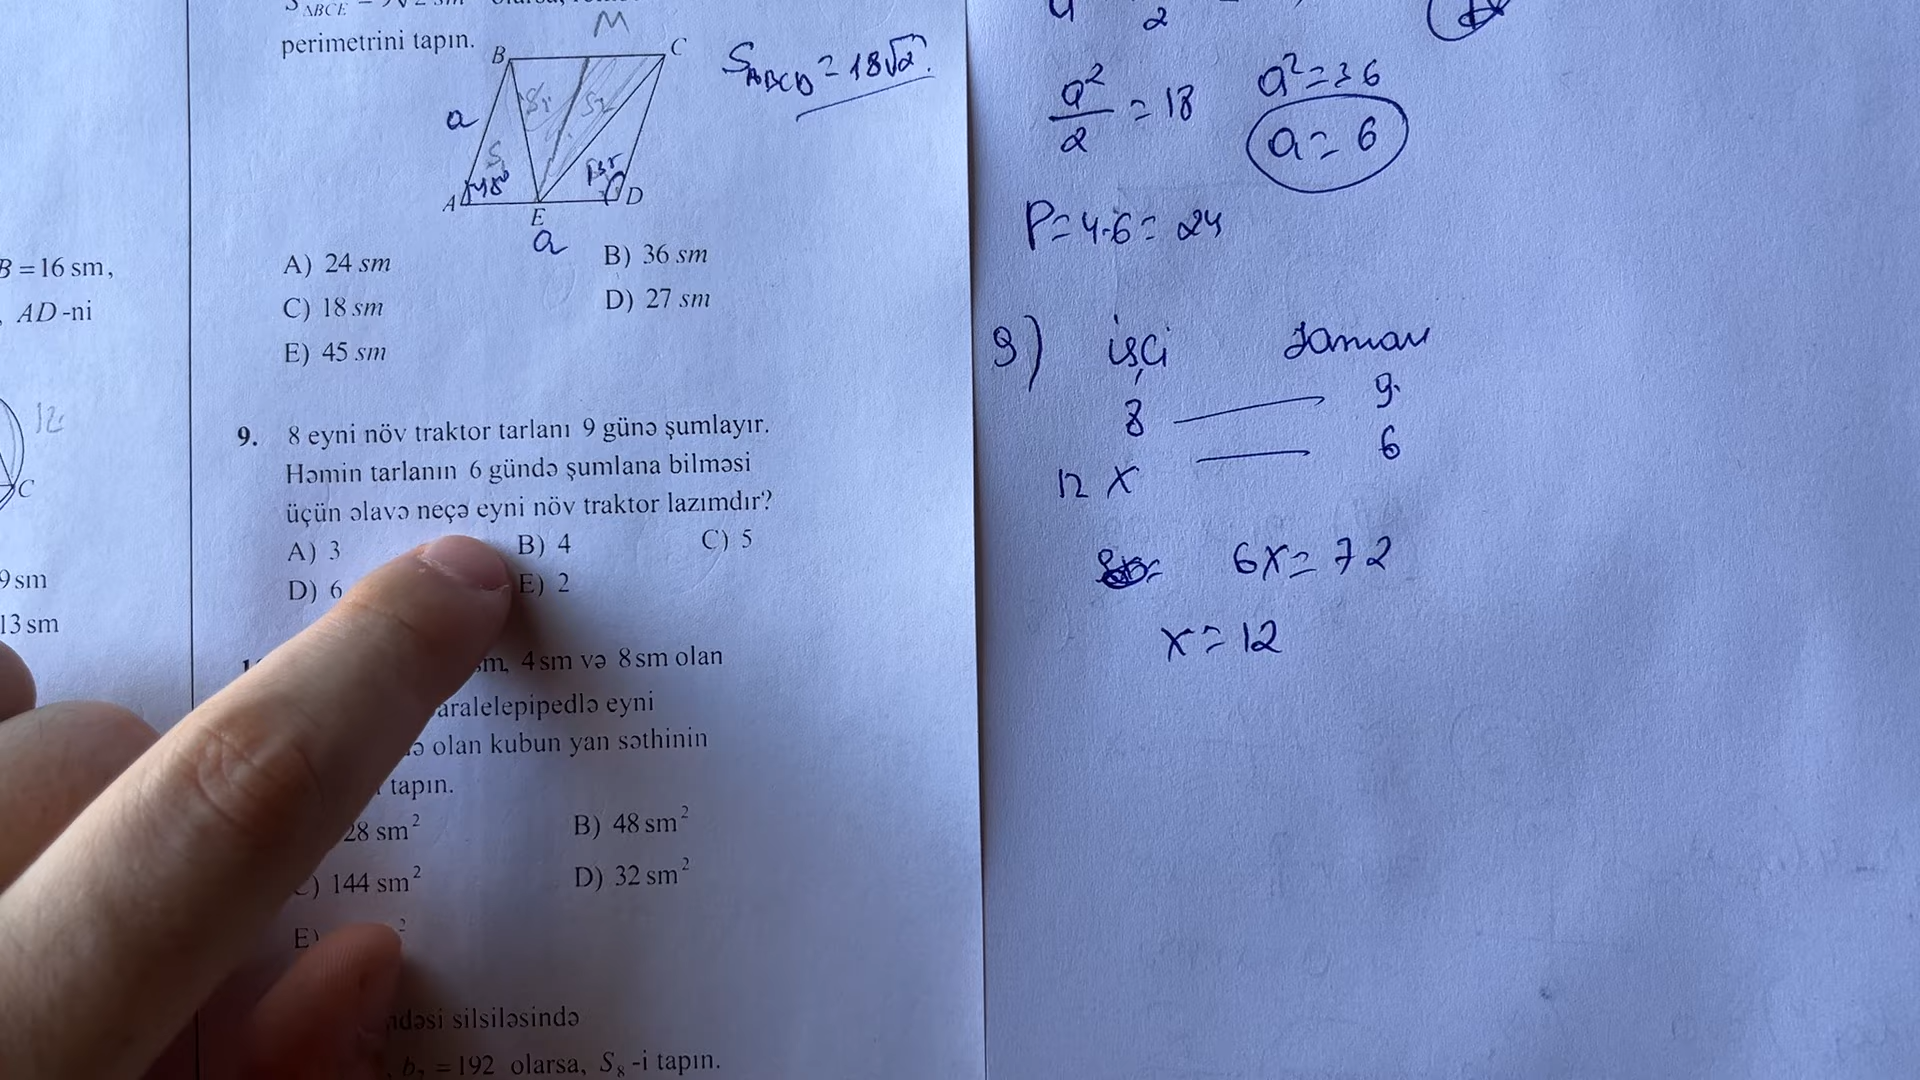 perimetrini tapın.
M
B
C
a
S
S₁
S₂
45°
135
A
E
D
a
S_ABCD = 18√2.
A) 24 sm
B) 36 sm
C) 18 sm
D) 27 sm
E) 45 sm
B = 16 sm,
AD-ni
12
C
9 sm
13 sm
9. 8 eyni növ traktor tarlanı 9 günə şumlayır.
Həmin tarlanın 6 gündə şumlana bilməsi
üçün əlavə neçə eyni növ traktor lazımdır?
A) 3
B) 4
C) 5
D) 6
E) 2
4 sm və 8 sm olan
olan kubun yan səthinin
tapın.
28 sm²
B) 48 sm²
C) 144 sm²
D) 32 sm²
E)
silsiləsində
= 192 olarsa, S₈-i tapın.
2
a²/2 = 18
a² = 36
a = 6
P = 4·6 = 24
9) işçi zaman
8 — 9
12 x — 6
6x = 72
x = 12